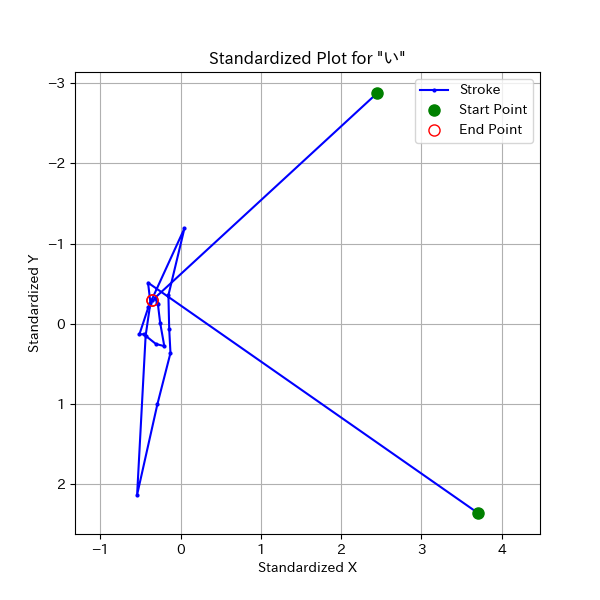 Standardized Plot for "い"
Stroke
Start Point
End Point
Standardized Y
−3
−2
−1
0
1
2
−1 0 1 2 3 4
Standardized X